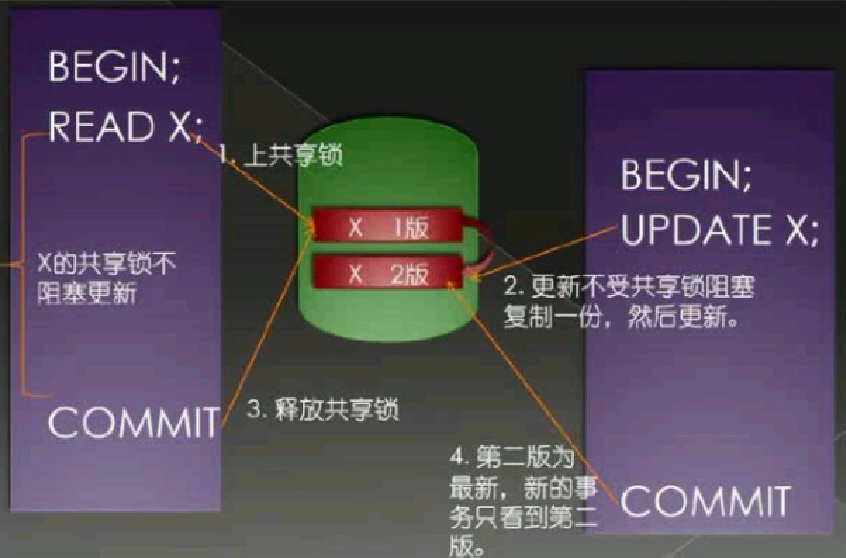 BEGIN;
READ X;
1. 上共享锁
X 1版
X 2版
X的共享锁不
阻塞更新
BEGIN;
UPDATE X;
2. 更新不受共享锁阻塞
复制一份，然后更新。
COMMIT
3. 释放共享锁
4. 第二版为
最新，新的事
务只看到第二
版。
COMMIT